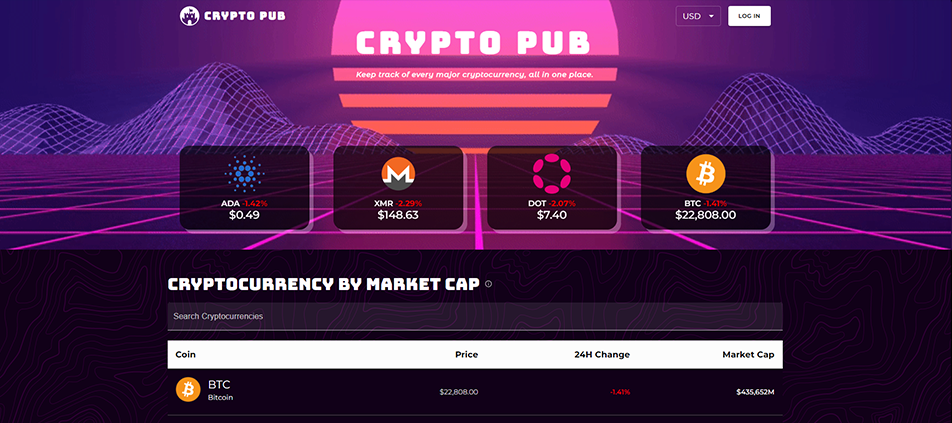 CRYPTO PUB
USD
LOG IN
CRYPTO PUB
Keep track of every major cryptocurrency, all in one place.
ADA -1.42%
$0.49
XMR -2.29%
$148.63
DOT -2.07%
$7.40
BTC -1.41%
$22,808.00
CRYPTOCURRENCY BY MARKET CAP
Search Cryptocurrencies
Coin Price 24H Change Market Cap
BTC
Bitcoin
$22,808.00 -1.41% $435,652M